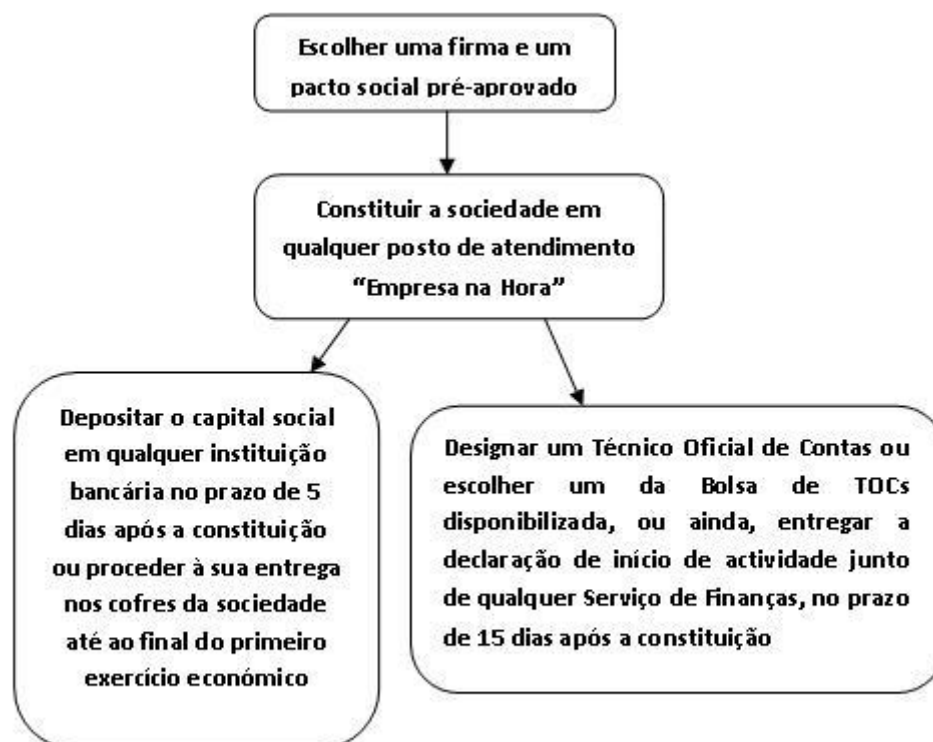 Escolher uma firma e um
pacto social pré-aprovado
Constituir a sociedade em
qualquer posto de atendimento
“Empresa na Hora”
Depositar o capital social
em qualquer instituição
bancária no prazo de 5
dias após a constituição
ou proceder à sua entrega
nos cofres da sociedade
até ao final do primeiro
exercício económico
Designar um Técnico Oficial de Contas ou
escolher um da Bolsa de TOCs
disponibilizada, ou ainda, entregar a
declaração de início de actividade junto
de qualquer Serviço de Finanças, no prazo
de 15 dias após a constituição